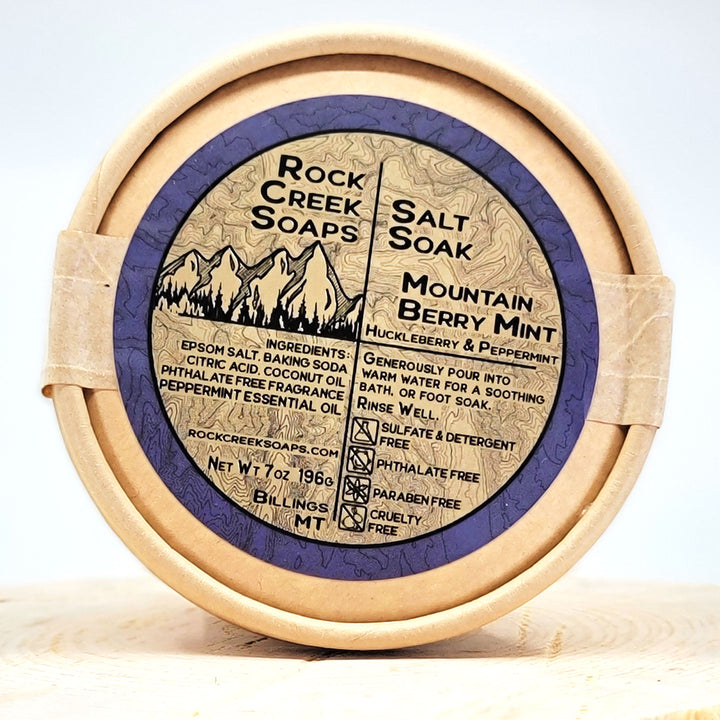 Rock
Creek
Soaps
Salt
Soak
Mountain
Berry Mint
Huckleberry & Peppermint
Ingredients:
Epsom Salt, Baking Soda
Citric Acid, Coconut Oil
Phthalate Free Fragrance
Peppermint Essential Oil
rockcreeksoaps.com
Net Wt 7oz 196g
Billings
MT
Generously pour into
warm water for a soothing
bath, or foot soak.
Rinse Well.
Sulfate & Detergent
Free
Phthalate Free
Paraben Free
Cruelty
Free